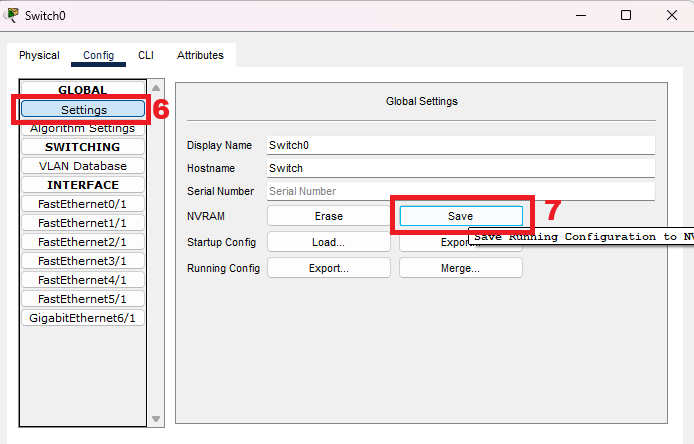 Switch0
Physical Config CLI Attributes
GLOBAL
Settings
6
Algorithm Settings
SWITCHING
VLAN Database
INTERFACE
FastEthernet0/1
FastEthernet1/1
FastEthernet2/1
FastEthernet3/1
FastEthernet4/1
FastEthernet5/1
GigabitEthernet6/1
Global Settings
Display Name Switch0
Hostname Switch
Serial Number Serial Number
NVRAM Erase Save
7
Save Running Configuration to
Startup Config Load...
Running Config Export... Merge...